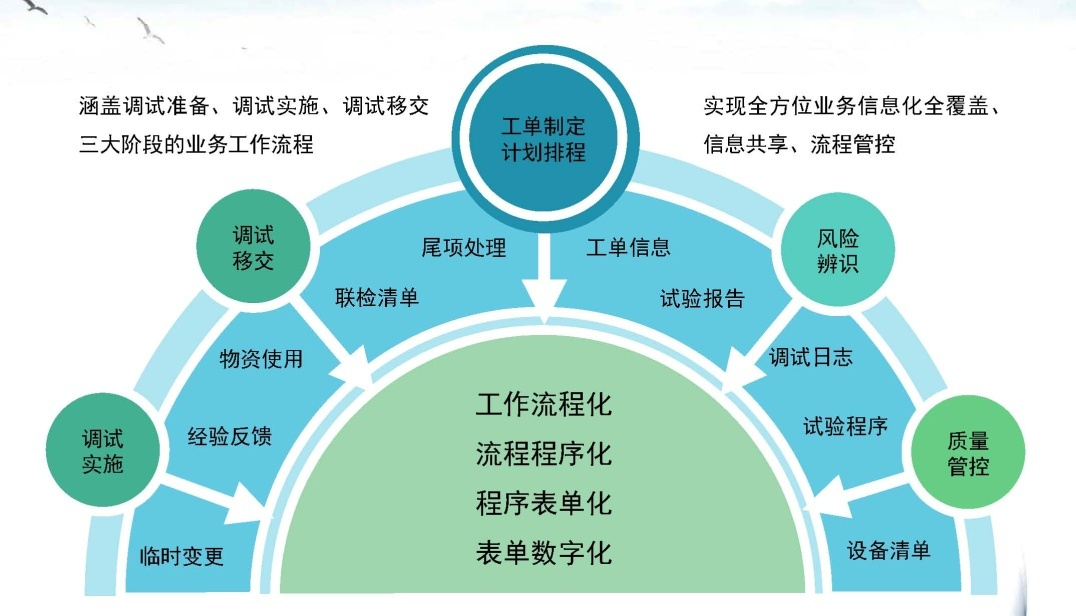 涵盖调试准备、调试实施、调试移交
三大阶段的业务工作流程
实现全方位业务信息化全覆盖、
信息共享、流程管控
工单制定
计划排程
调试
移交
风险
辨识
尾项处理
工单信息
联检清单
试验报告
物资使用
调试日志
调试
实施
经验反馈
试验程序
质量
管控
临时变更
设备清单
工作流程化
流程程序化
程序表单化
表单数字化